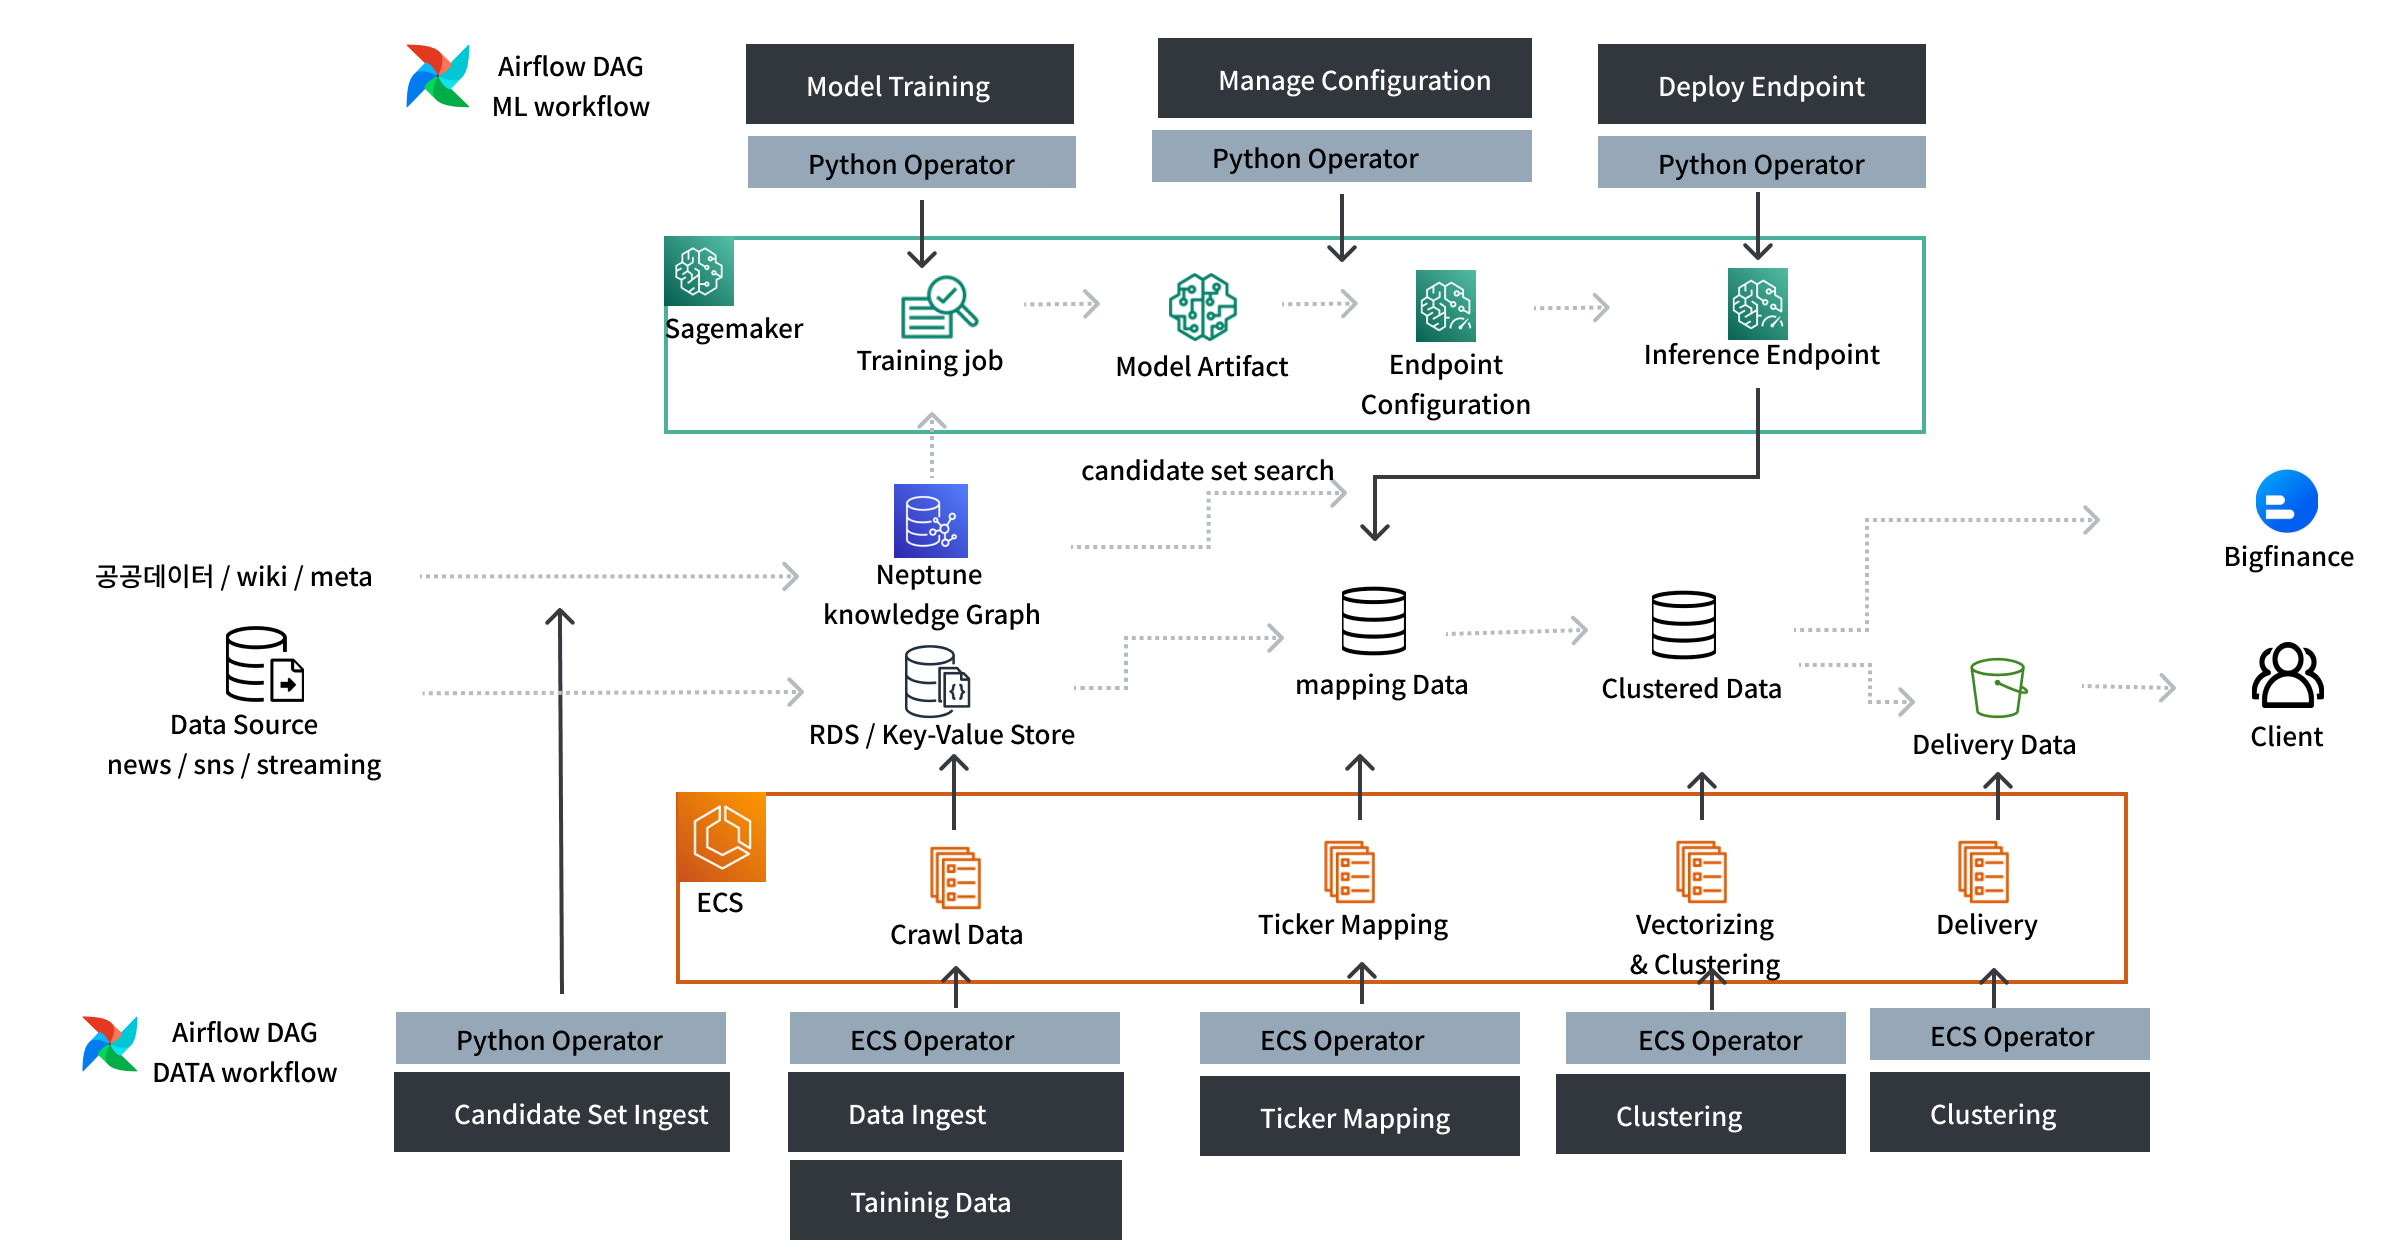 Airflow DAG
ML workflow
Model Training
Manage Configuration
Deploy Endpoint
Python Operator
Python Operator
Python Operator
Sagemaker
Training job
Model Artifact
Endpoint
Configuration
Inference Endpoint
candidate set search
공공데이터 / wiki / meta
Neptune
knowledge Graph
Bigfinance
Data Source
news / sns / streaming
RDS / Key-Value Store
mapping Data
Clustered Data
Delivery Data
Client
ECS
Crawl Data
Ticker Mapping
Vectorizing
& Clustering
Delivery
Airflow DAG
DATA workflow
Python Operator
ECS Operator
ECS Operator
ECS Operator
ECS Operator
Candidate Set Ingest
Data Ingest
Ticker Mapping
Clustering
Clustering
Taininig Data